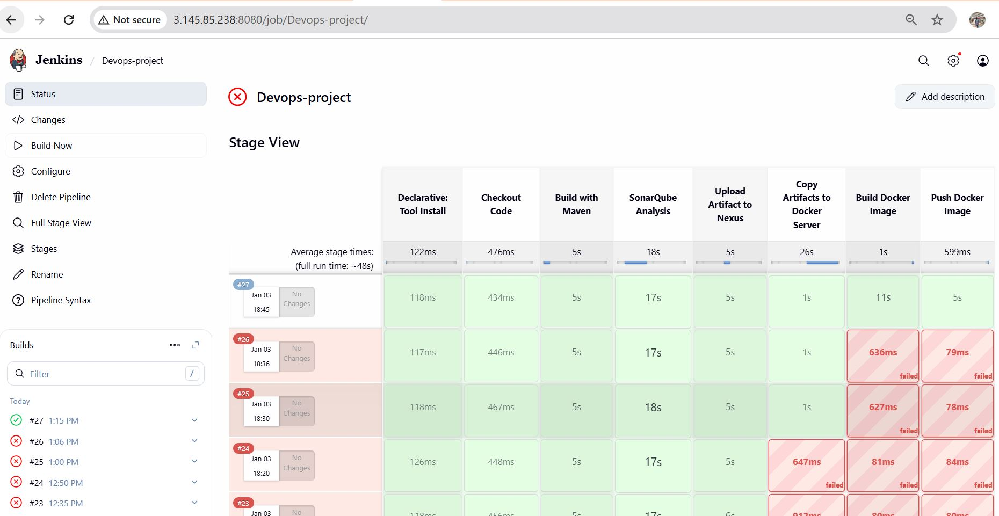 Not secure
3.145.85.238:8080/job/Devops-project/
Jenkins / Devops-project
Status
Changes
Build Now
Configure
Delete Pipeline
Full Stage View
Stages
Rename
Pipeline Syntax
Builds
Filter
/
Today
#27 1:15 PM
#26 1:06 PM
#25 1:00 PM
#24 12:50 PM
#23 12:35 PM
Devops-project
Add description
Stage View
Declarative:
Tool Install
Checkout
Code
Build with
Maven
SonarQube
Analysis
Upload
Artifact to
Nexus
Copy
Artifacts to
Docker
Server
Build Docker
Image
Push Docker
Image
Average stage times:
(full run time: ~48s)
122ms 476ms 5s 18s 5s 26s 1s 599ms
#27
Jan 03
18:45
No
Changes
118ms 434ms 5s 17s 5s 1s 11s 5s
#26
Jan 03
18:36
No
Changes
117ms 446ms 5s 17s 5s 1s 636ms 79ms
failed failed
#25
Jan 03
18:30
No
Changes
118ms 467ms 5s 18s 5s 1s 627ms 78ms
failed failed
#24
Jan 03
18:20
No
Changes
126ms 448ms 5s 17s 5s 647ms 81ms 84ms
failed failed failed
#23
Jan 03
No
118ms 456ms 5s 17s 6s 912ms 80ms 80ms